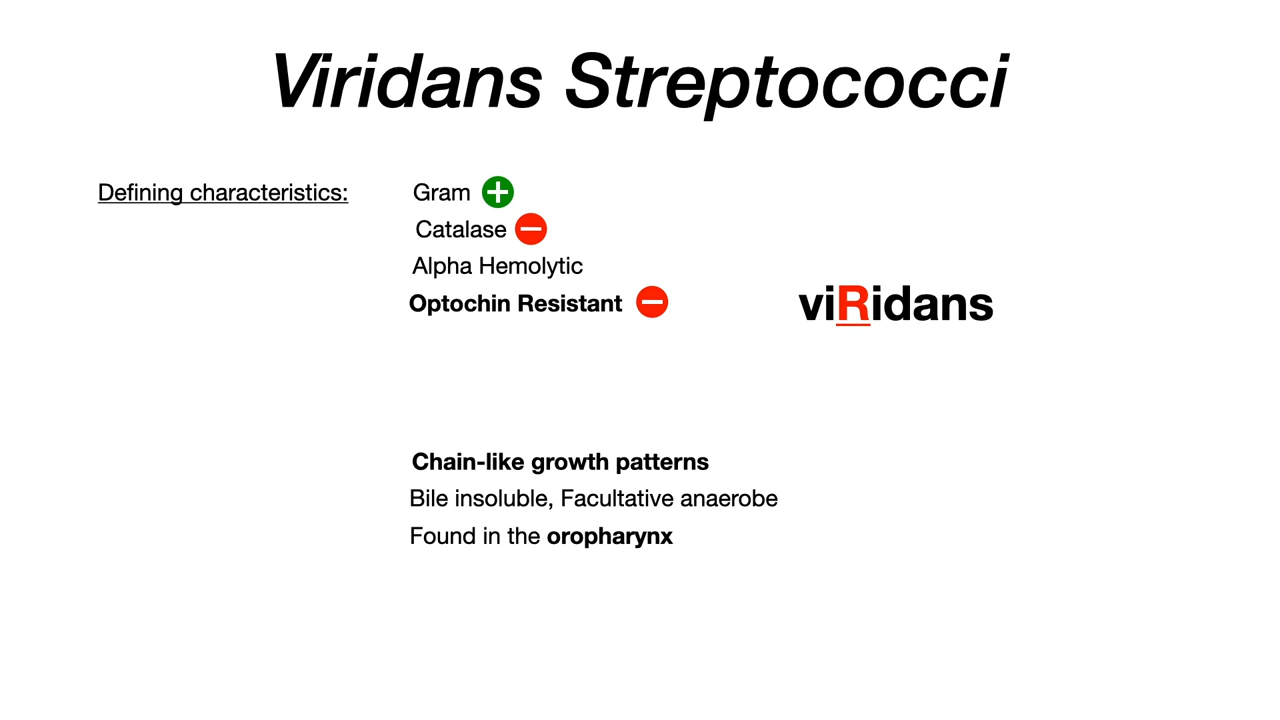 Viridans Streptococci
Defining characteristics:
Gram
Catalase
Alpha Hemolytic
Optochin Resistant
viRidans
Chain-like growth patterns
Bile insoluble, Facultative anaerobe
Found in the oropharynx